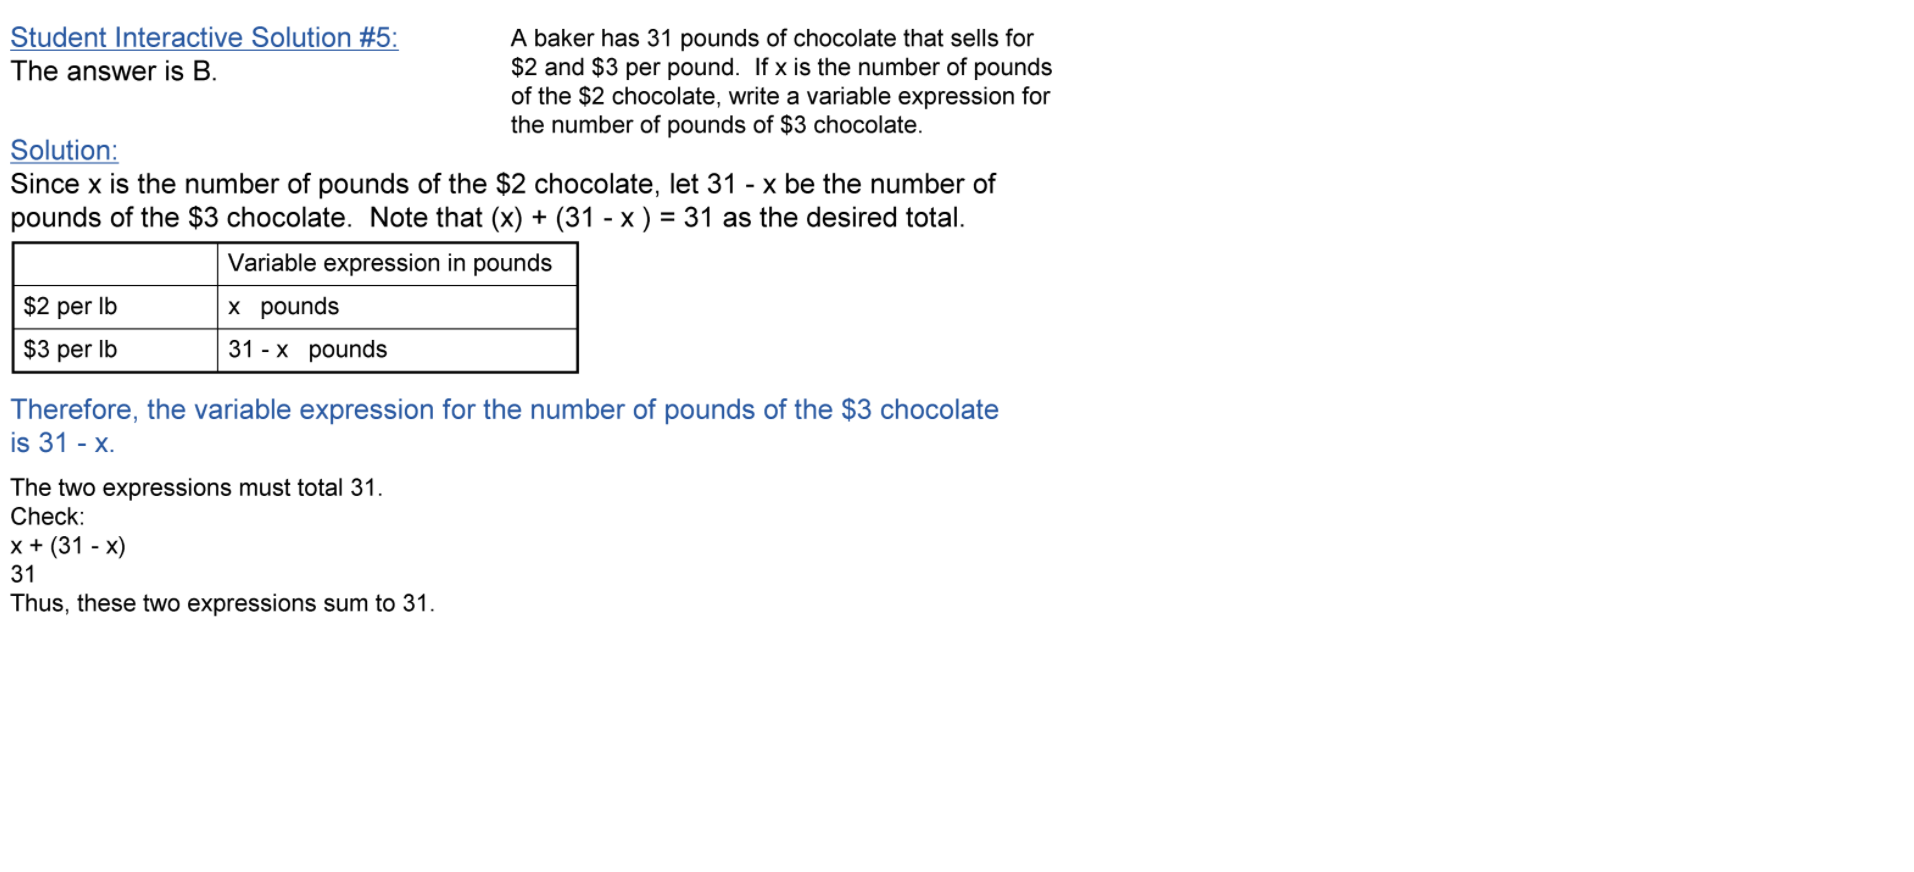 Student Interactive Solution #5:
The answer is B.
A baker has 31 pounds of chocolate that sells for
$2 and $3 per pound.  If x is the number of pounds
of the $2 chocolate, write a variable expression for
the number of pounds of $3 chocolate.
Solution:
Since x is the number of pounds of the $2 chocolate, let 31 - x be the number of
pounds of the $3 chocolate.  Note that (x) + (31 - x ) = 31 as the desired total.
Variable expression in pounds
$2 per lb x   pounds
$3 per lb 31 - x   pounds
Therefore, the variable expression for the number of pounds of the $3 chocolate
is 31 - x.
The two expressions must total 31.
Check:
x + (31 - x)
31
Thus, these two expressions sum to 31.